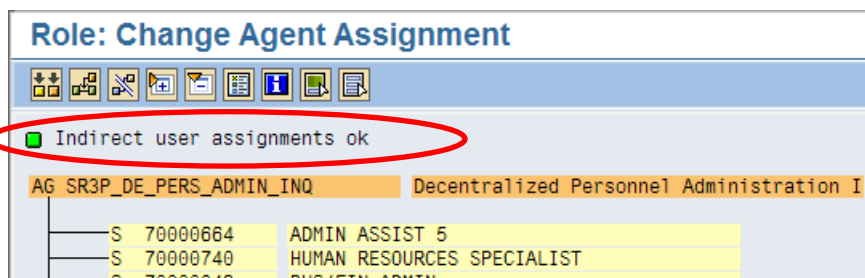 Role: Change Agent Assignment
Indirect user assignments ok
AG SR3P_DE_PERS_ADMIN_INQ Decentralized Personnel Administration I
S 70000664 ADMIN ASSIST 5
S 70000740 HUMAN RESOURCES SPECIALIST